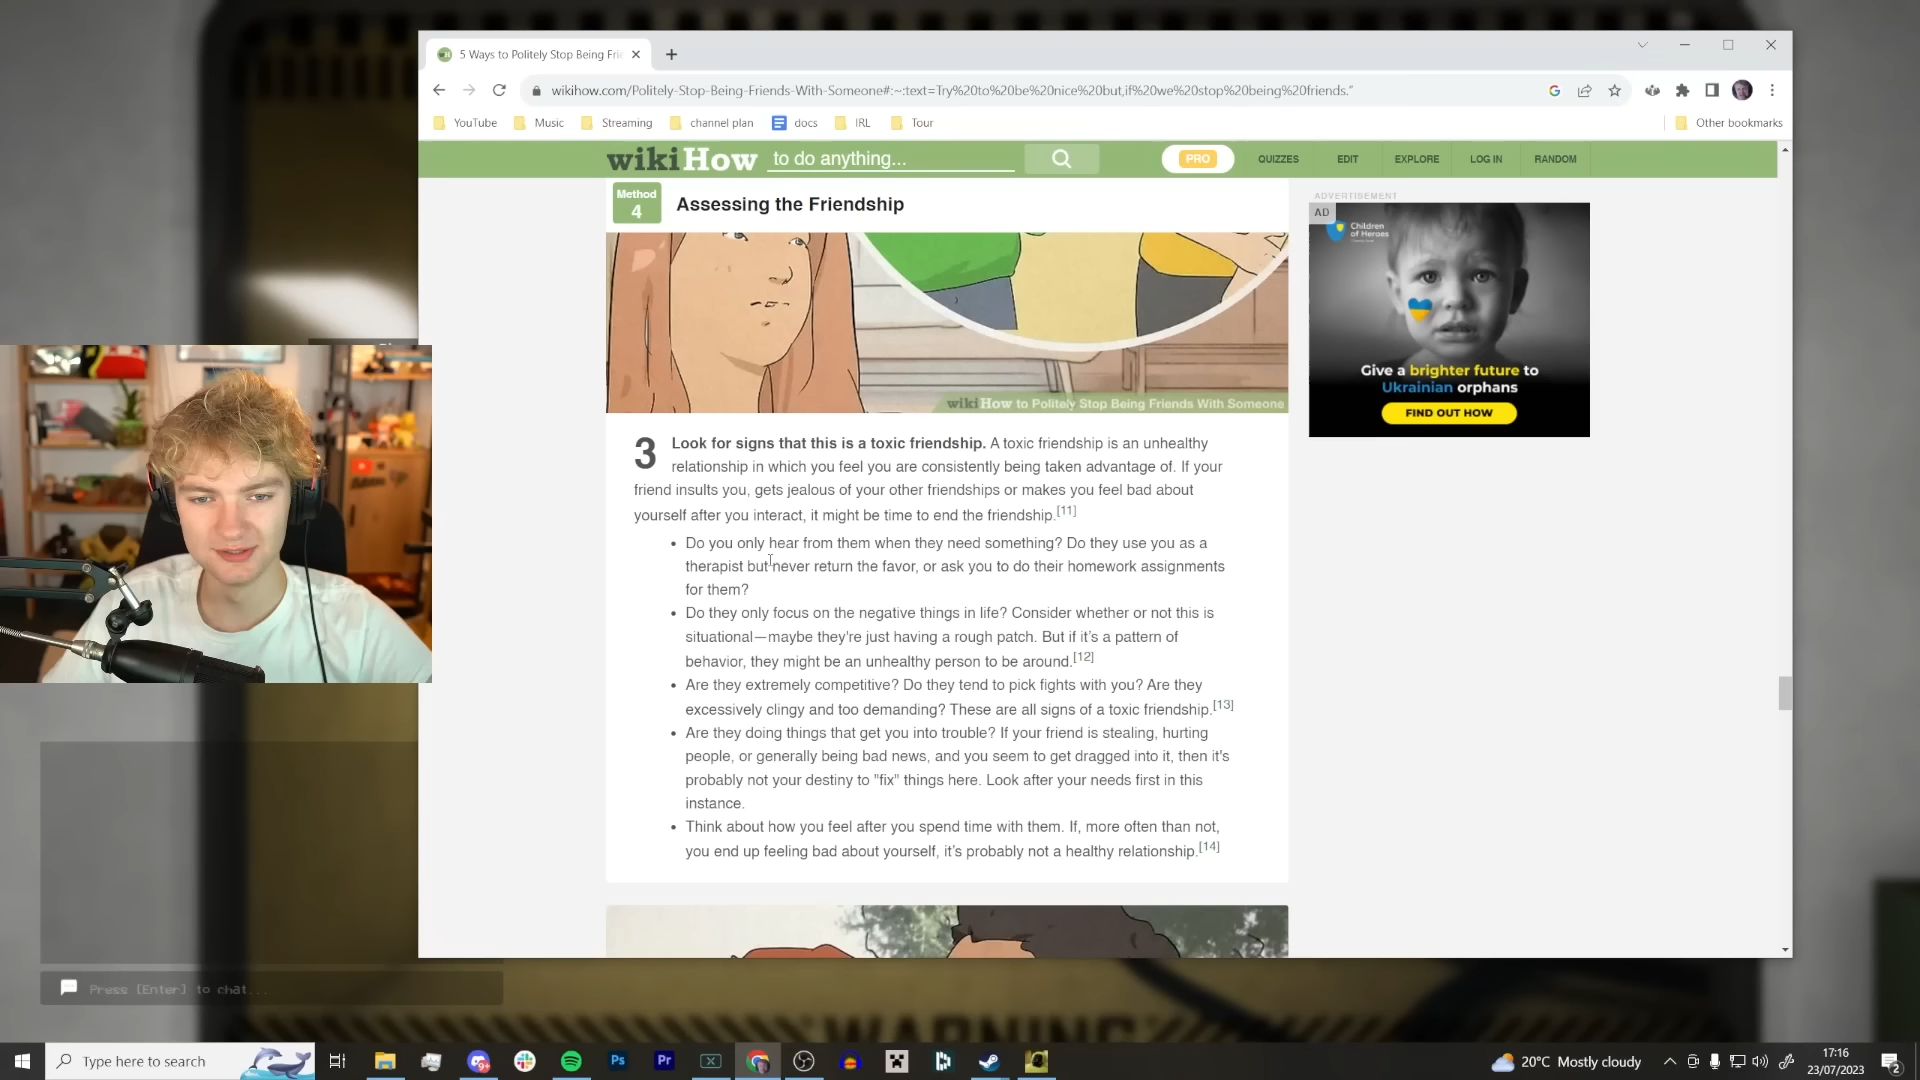 5 Ways to Politely Stop Being Frie
wikihow.com/Politely-Stop-Being-Friends-With-Someone#:~:text=Try%20to%20be%20nice%20but,if%20we%20stop%20being%20friends."
YouTube Music Streaming channel plan docs IRL Tour Other bookmarks
wikiHow to do anything... PRO QUIZZES EDIT EXPLORE LOG IN RANDOM
Method
4
Assessing the Friendship
wikiHow to Politely Stop Being Friends With Someone
3 Look for signs that this is a toxic friendship. A toxic friendship is an unhealthy
relationship in which you feel you are consistently being taken advantage of. If your
friend insults you, gets jealous of your other friendships or makes you feel bad about
yourself after you interact, it might be time to end the friendship.[11]
• Do you only hear from them when they need something? Do they use you as a
therapist but never return the favor, or ask you to do their homework assignments
for them?
• Do they only focus on the negative things in life? Consider whether or not this is
situational—maybe they're just having a rough patch. But if it's a pattern of
behavior, they might be an unhealthy person to be around.[12]
• Are they extremely competitive? Do they tend to pick fights with you? Are they
excessively clingy and too demanding? These are all signs of a toxic friendship.[13]
• Are they doing things that get you into trouble? If your friend is stealing, hurting
people, or generally being bad news, and you seem to get dragged into it, then it's
probably not your destiny to "fix" things here. Look after your needs first in this
instance.
• Think about how you feel after you spend time with them. If, more often than not,
you end up feeling bad about yourself, it's probably not a healthy relationship.[14]
ADVERTISEMENT
AD
Children
of Heroes
Give a brighter future to
Ukrainian orphans
FIND OUT HOW
Press [Enter] to chat...
WARNING
Type here to search
Ps
Pr
20°C Mostly cloudy
17:16
23/07/2023
2